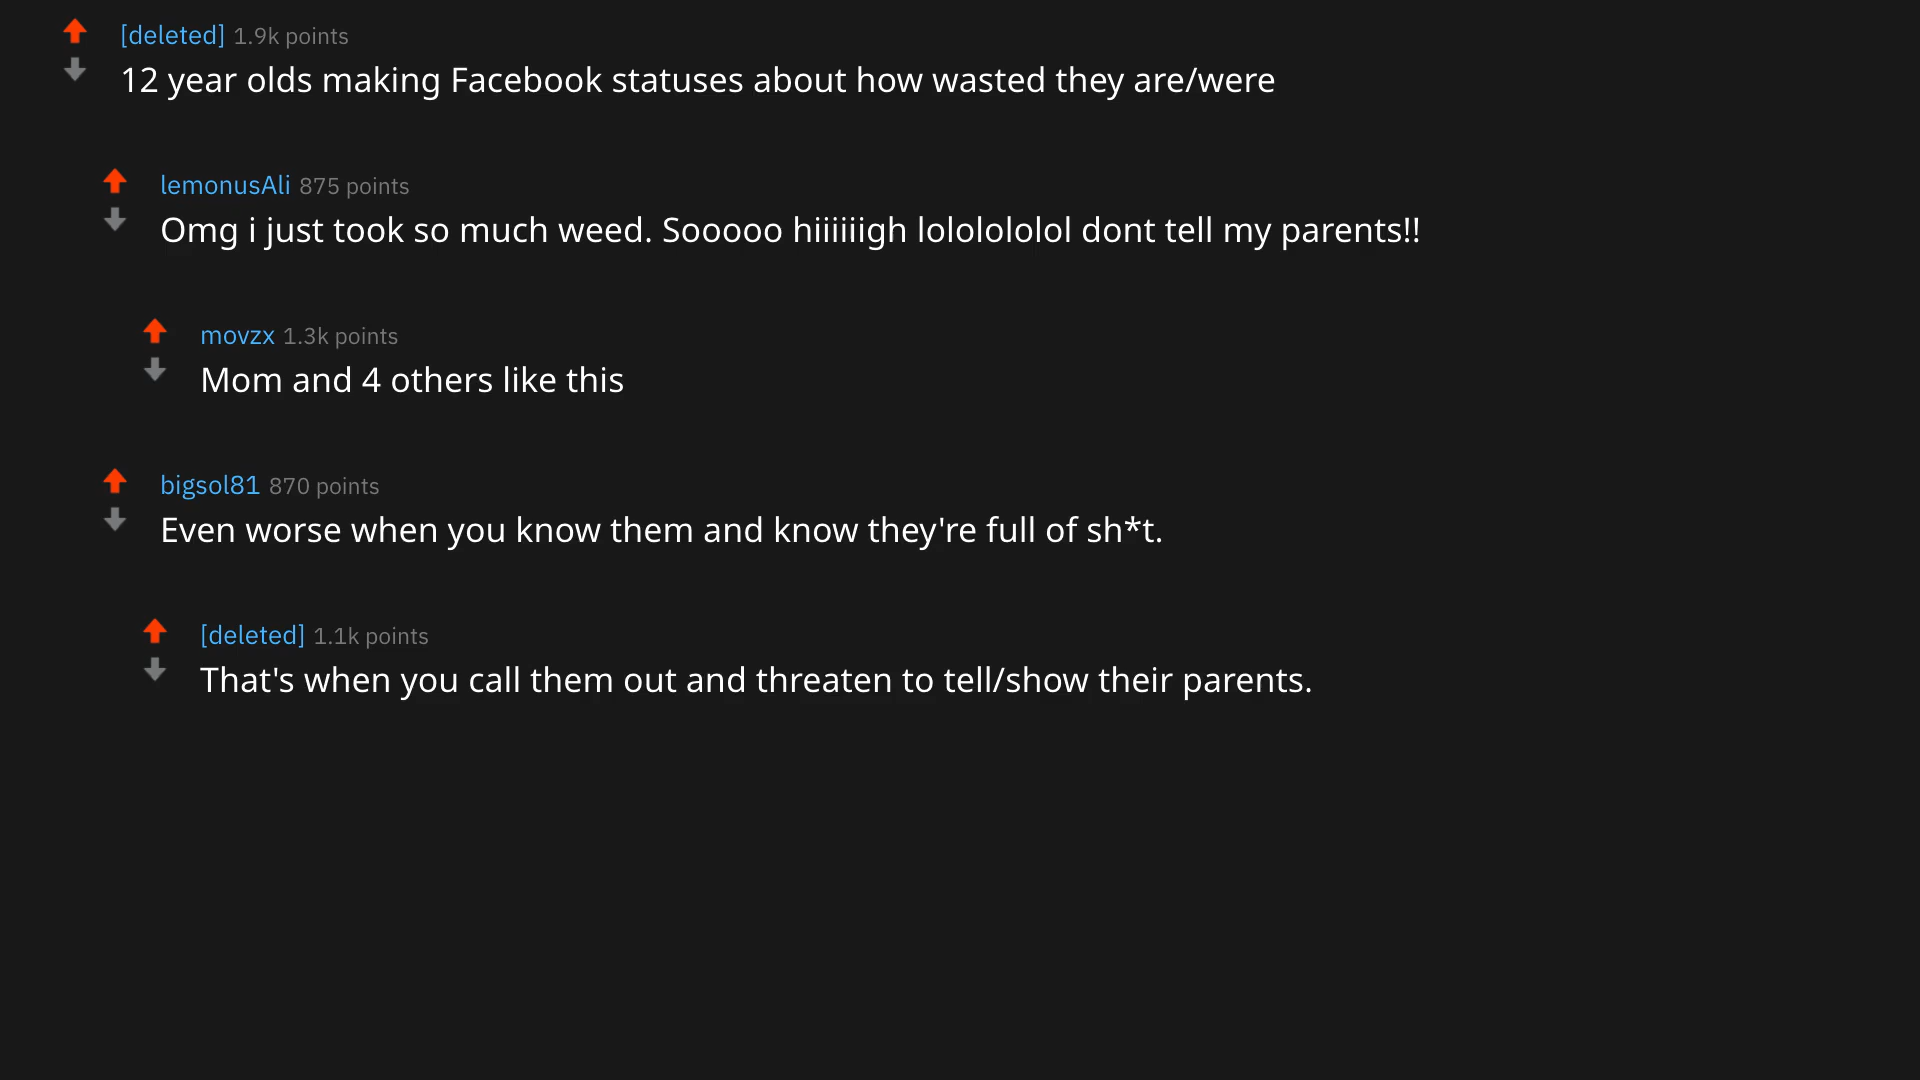 [deleted] 1.9k points
12 year olds making Facebook statuses about how wasted they are/were
lemonusAli 875 points
Omg i just took so much weed. Sooooo hiiiiiigh lolololololol dont tell my parents!!
movzx 1.3k points
Mom and 4 others like this
bigsol81 870 points
Even worse when you know them and know they're full of sh*t.
[deleted] 1.1k points
That's when you call them out and threaten to tell/show their parents.